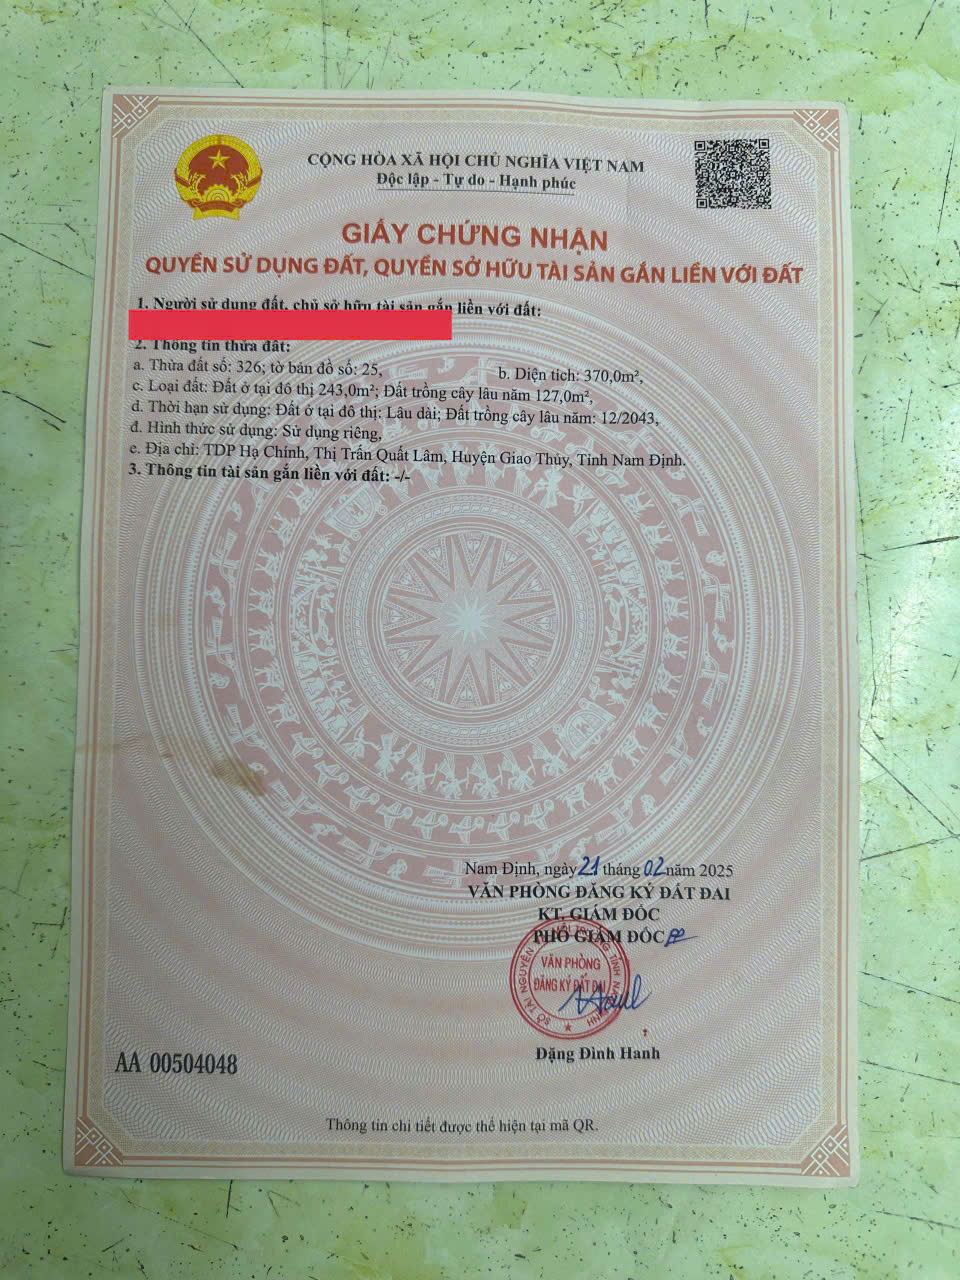 CỘNG HÒA XÃ HỘI CHỦ NGHĨA VIỆT NAM
Độc lập - Tự do - Hạnh phúc
GIẤY CHỨNG NHẬN
QUYỀN SỬ DỤNG ĐẤT, QUYỀN SỞ HỮU TÀI SẢN GẮN LIỀN VỚI ĐẤT
1. Người sử dụng đất, chủ sở hữu tài sản gắn liền với đất:
2. Thông tin thửa đất:
a. Thửa đất số: 326; tờ bản đồ số: 25, b. Diện tích: 370,0m²,
c. Loại đất: Đất ở tại đô thị 243,0m²; Đất trồng cây lâu năm 127,0m²,
d. Thời hạn sử dụng: Đất ở tại đô thị: Lâu dài; Đất trồng cây lâu năm: 12/2043,
đ. Hình thức sử dụng: Sử dụng riêng,
e. Địa chỉ: TDP Hạ Chính, Thị Trấn Quất Lâm, Huyện Giao Thủy, Tỉnh Nam Định.
3. Thông tin tài sản gắn liền với đất: -/-
Nam Định, ngày 21 tháng 02 năm 2025
VĂN PHÒNG ĐĂNG KÝ ĐẤT ĐAI
KT. GIÁM ĐỐC
PHÓ GIÁM ĐỐC
VĂN PHÒNG
ĐĂNG KÝ ĐẤT ĐAI
Đặng Đình Hanh
AA 00504048
Thông tin chi tiết được thể hiện tại mã QR.